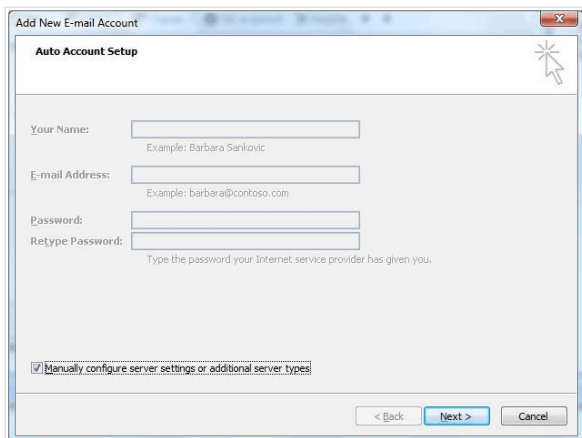 Add New E-mail Account
Auto Account Setup
Your Name:
Example: Barbara Sankovic
E-mail Address:
Example: barbara@contoso.com
Password:
Retype Password:
Type the password your Internet service provider has given you.
Manually configure server settings or additional server types
< Back Next > Cancel